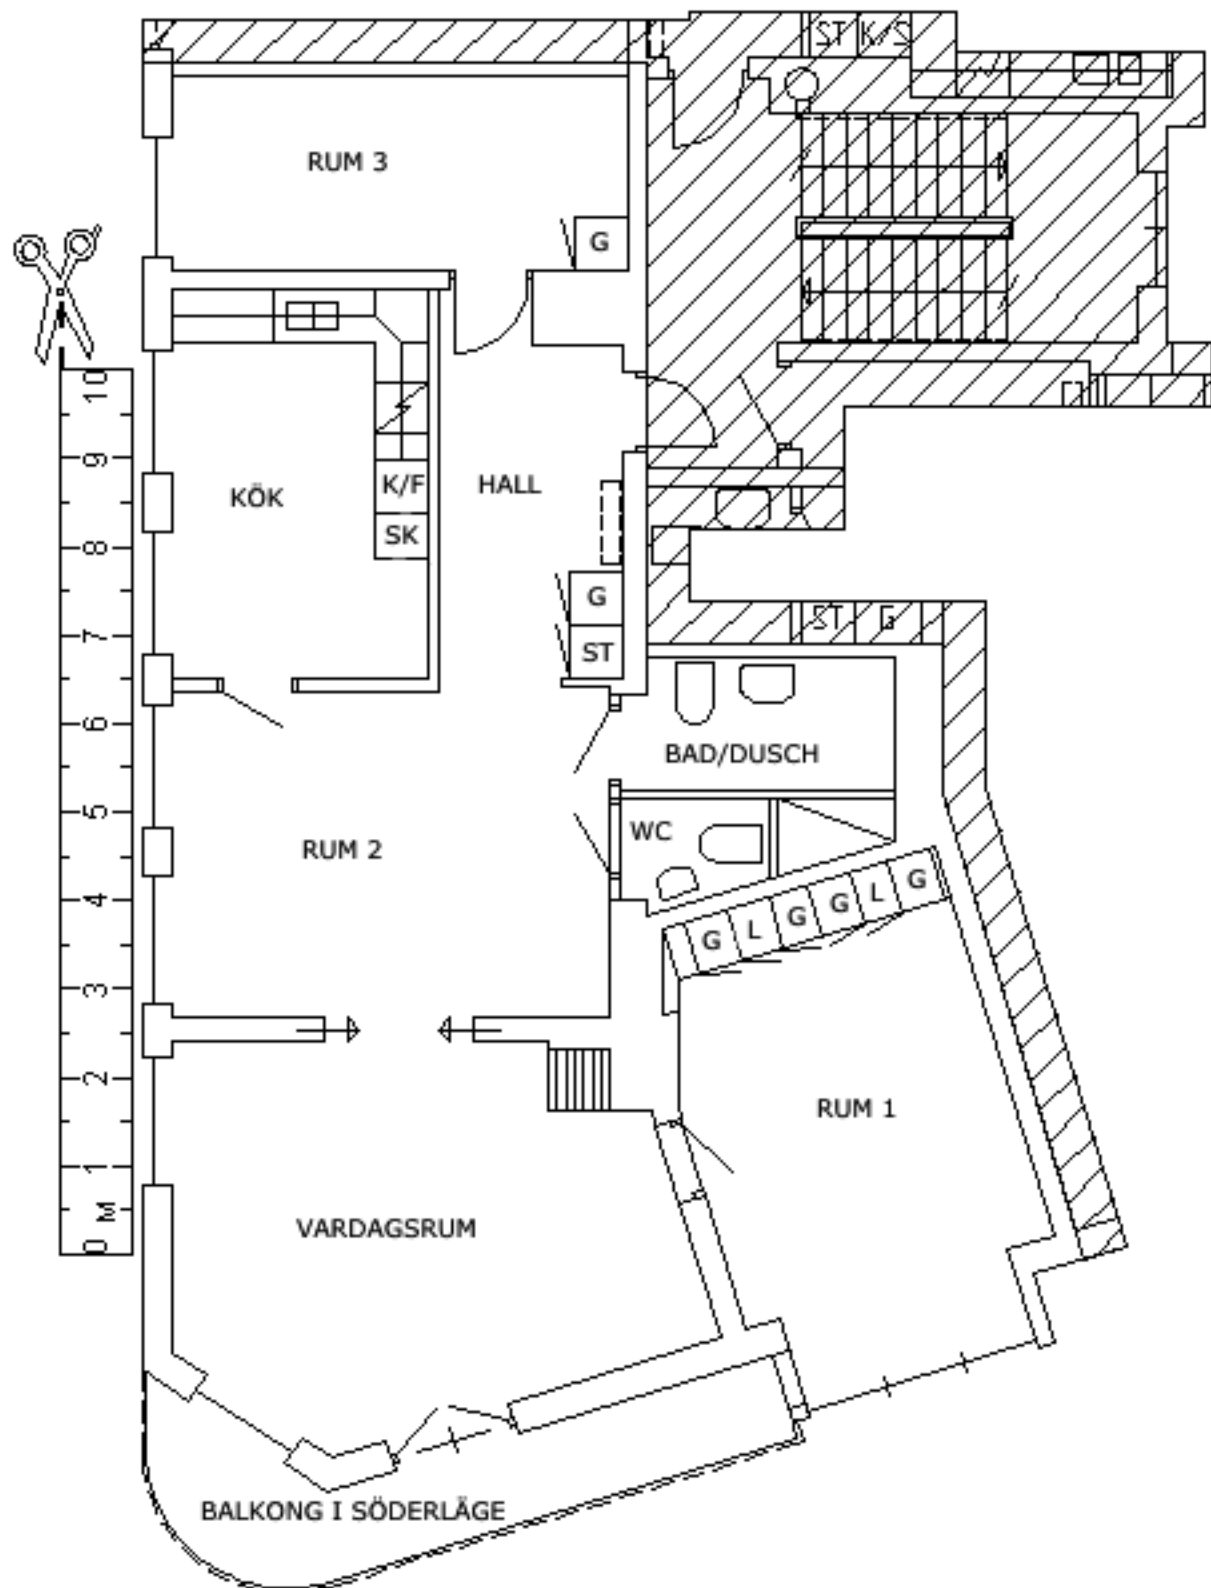 ST K/S
RUM 3
G
KÖK
K/F
SK
HALL
G
ST
ST G
BAD/DUSCH
WC
RUM 2
G L G G L G
RUM 1
VARDAGSRUM
BALKONG I SÖDERLÄGE
10
9
8
7
6
5
4
3
2
1
M
0